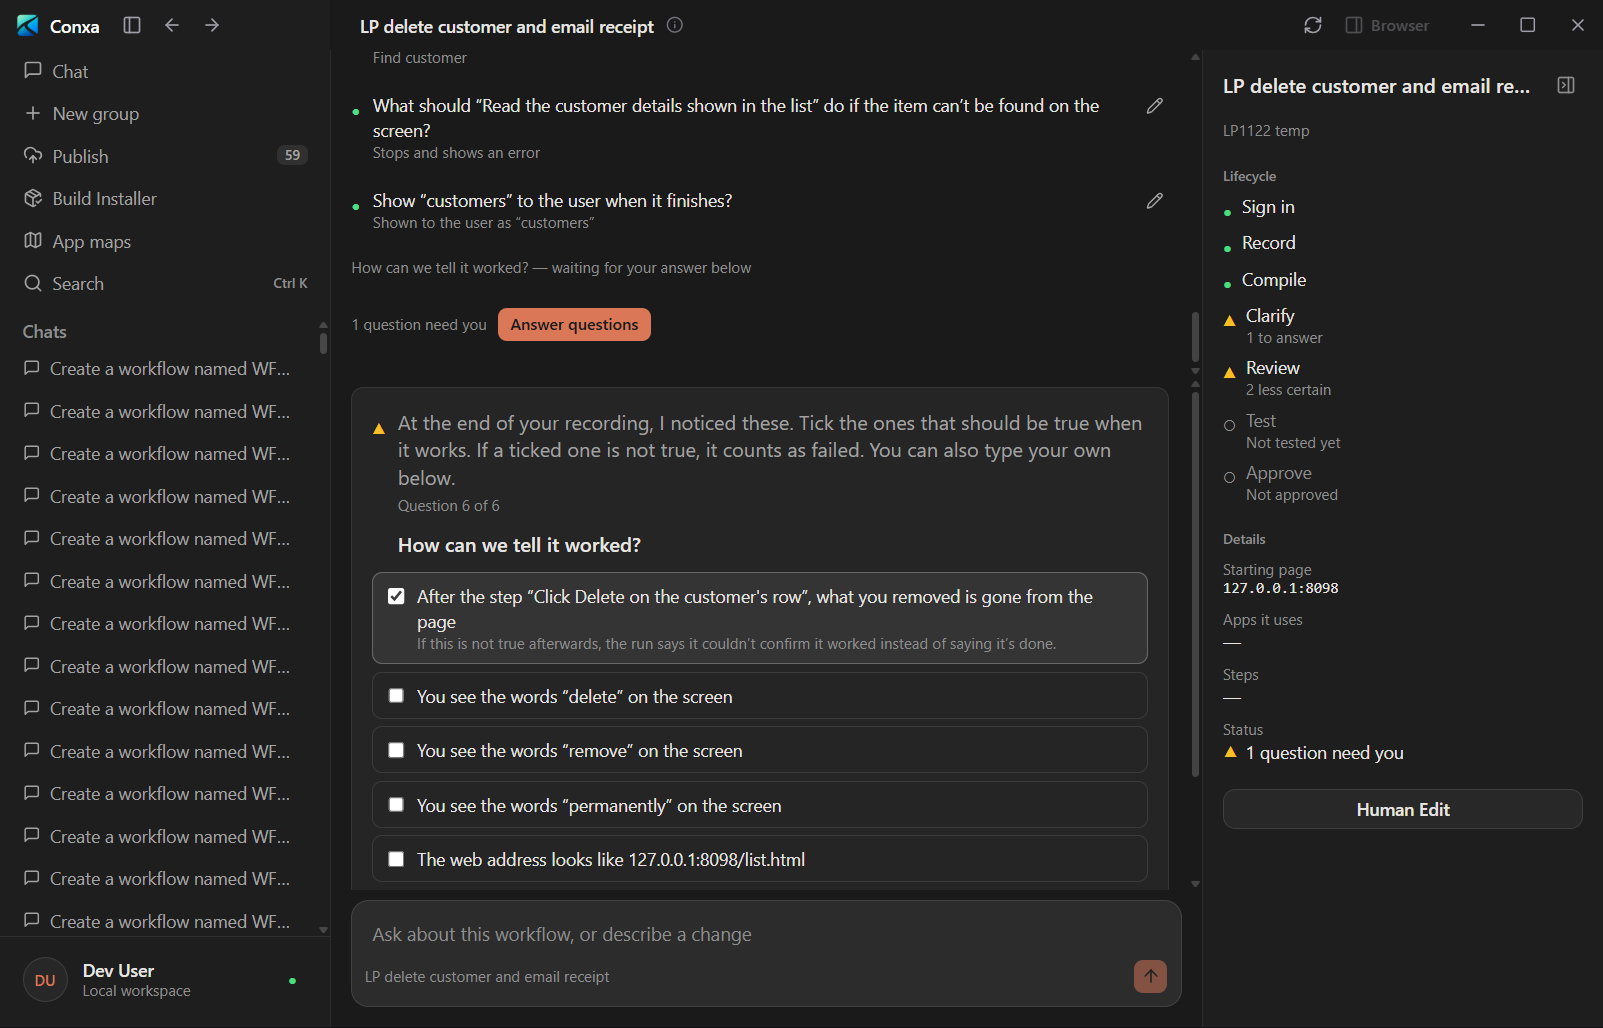 Conxa
LP delete customer and email receipt
Browser
Chat
New group
Publish
59
Build Installer
App maps
Search
Ctrl K
Chats
Create a workflow named WF...
Create a workflow named WF...
Create a workflow named WF...
Create a workflow named WF...
Create a workflow named WF...
Create a workflow named WF...
Create a workflow named WF...
Create a workflow named WF...
Create a workflow named WF...
Create a workflow named WF...
Create a workflow named WF...
Create a workflow named WF...
Create a workflow named WF...
Create a workflow named WF...
DU
Dev User
Local workspace
Find customer
What should “Read the customer details shown in the list” do if the item can’t be found on the
screen?
Stops and shows an error
Show “customers” to the user when it finishes?
Shown to the user as “customers”
How can we tell it worked? — waiting for your answer below
1 question need you
Answer questions
At the end of your recording, I noticed these. Tick the ones that should be true when
it works. If a ticked one is not true, it counts as failed. You can also type your own
below.
Question 6 of 6
How can we tell it worked?
After the step “Click Delete on the customer's row”, what you removed is gone from the
page
If this is not true afterwards, the run says it couldn’t confirm it worked instead of saying it’s done.
You see the words “delete” on the screen
You see the words “remove” on the screen
You see the words “permanently” on the screen
The web address looks like 127.0.0.1:8098/list.html
Ask about this workflow, or describe a change
LP delete customer and email receipt
LP delete customer and email re...
LP1122 temp
Lifecycle
Sign in
Record
Compile
Clarify
1 to answer
Review
2 less certain
Test
Not tested yet
Approve
Not approved
Details
Starting page
127.0.0.1:8098
Apps it uses
—
Steps
—
Status
1 question need you
Human Edit